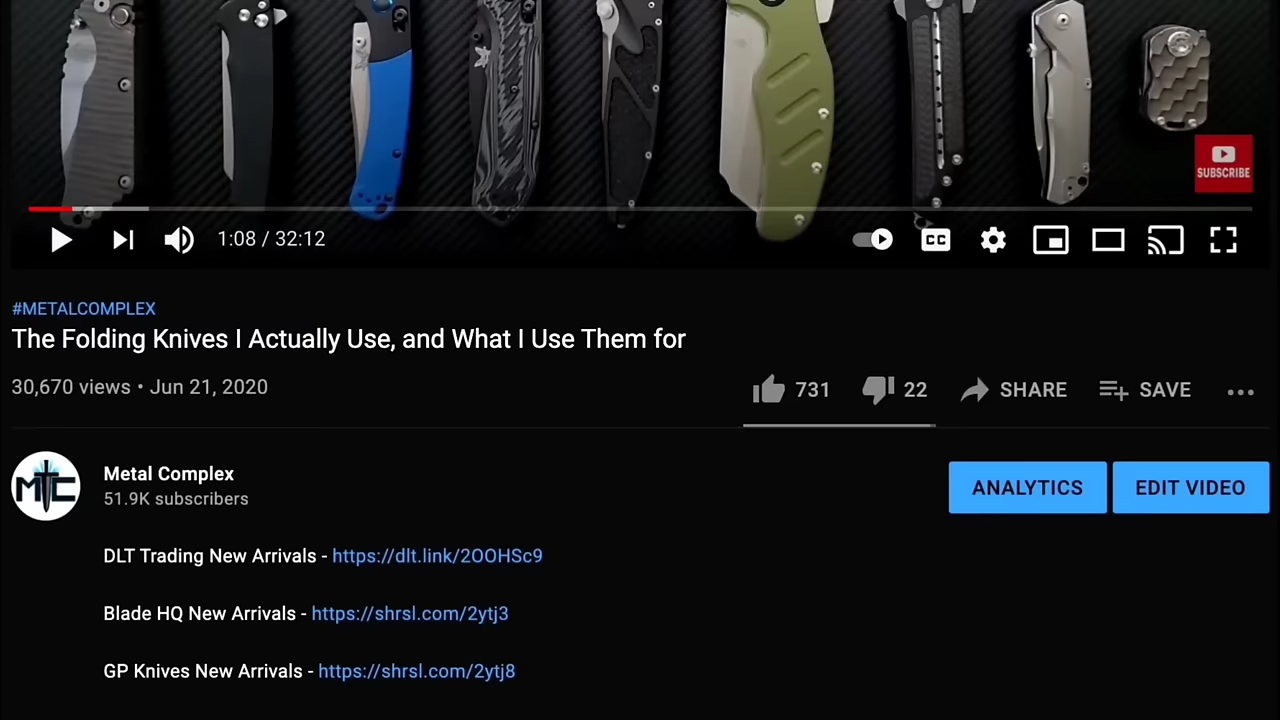 SUBSCRIBE
1:08 / 32:12
CC
#METALCOMPLEX
The Folding Knives I Actually Use, and What I Use Them for
30,670 views • Jun 21, 2020
731 22 SHARE SAVE
MTC
Metal Complex
51.9K subscribers
ANALYTICS EDIT VIDEO
DLT Trading New Arrivals - https://dlt.link/2OOHSc9
Blade HQ New Arrivals - https://shrsl.com/2ytj3
GP Knives New Arrivals - https://shrsl.com/2ytj8